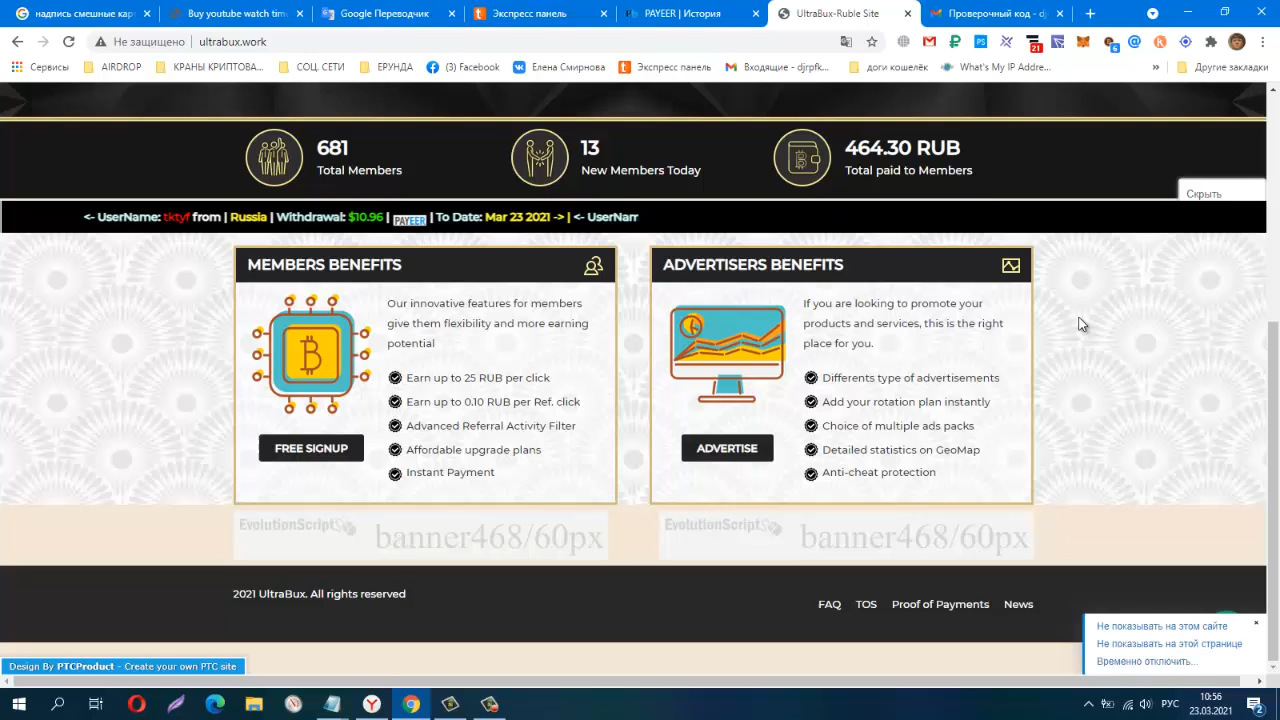 надпись смешные карт
Buy youtube watch time
Google Переводчик
Экспресс панель
PAYEER | История
UltraBux-Ruble Site
Проверочный код - dj
Не защищено
ultrabux.work
21
6
Сервисы
AIRDROP
КРАНЫ КРИПТОВА...
СОЦ. СЕТИ
ЕРУНДА
(3) Facebook
Елена Смирнова
Экспресс панель
Входящие - djrpfk...
доги кошелёк
What's My IP Addre...
»
Другие закладки
681
Total Members
13
New Members Today
464.30 RUB
Total paid to Members
Скрыть
<- UserName: tktyf from | Russia | Withdrawal: $10.96 | PAYEER | To Date: Mar 23 2021 -> | <- UserNarr
MEMBERS BENEFITS
Our innovative features for members
give them flexibility and more earning
potential
Earn up to 25 RUB per click
Earn up to 0.10 RUB per Ref. click
Advanced Referral Activity Filter
Affordable upgrade plans
Instant Payment
FREE SIGNUP
ADVERTISERS BENEFITS
If you are looking to promote your
products and services, this is the right
place for you.
Differents type of advertisements
Add your rotation plan instantly
Choice of multiple ads packs
Detailed statistics on GeoMap
Anti-cheat protection
ADVERTISE
EvolutionScript
banner468/60px
EvolutionScript
banner468/60px
2021 UltraBux. All rights reserved
FAQ TOS Proof of Payments News
Не показывать на этом сайте
Не показывать на этой странице
Временно отключить...
Design By PTCProduct - Create your own PTC site
РУС
10:56
23.03.2021
2